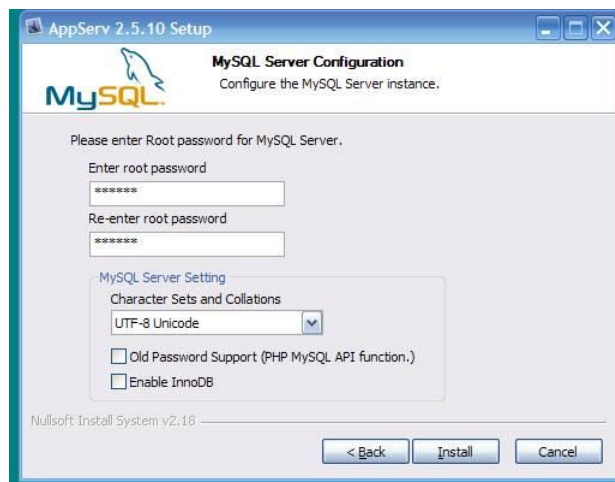 AppServ 2.5.10 Setup
MySQL Server Configuration
Configure the MySQL Server instance.
MySQL
Please enter Root password for MySQL Server.
Enter root password
******
Re-enter root password
******
MySQL Server Setting
Character Sets and Collations
UTF-8 Unicode
Old Password Support (PHP MySQL API function.)
Enable InnoDB
Nullsoft Install System v2.18
< Back Install Cancel